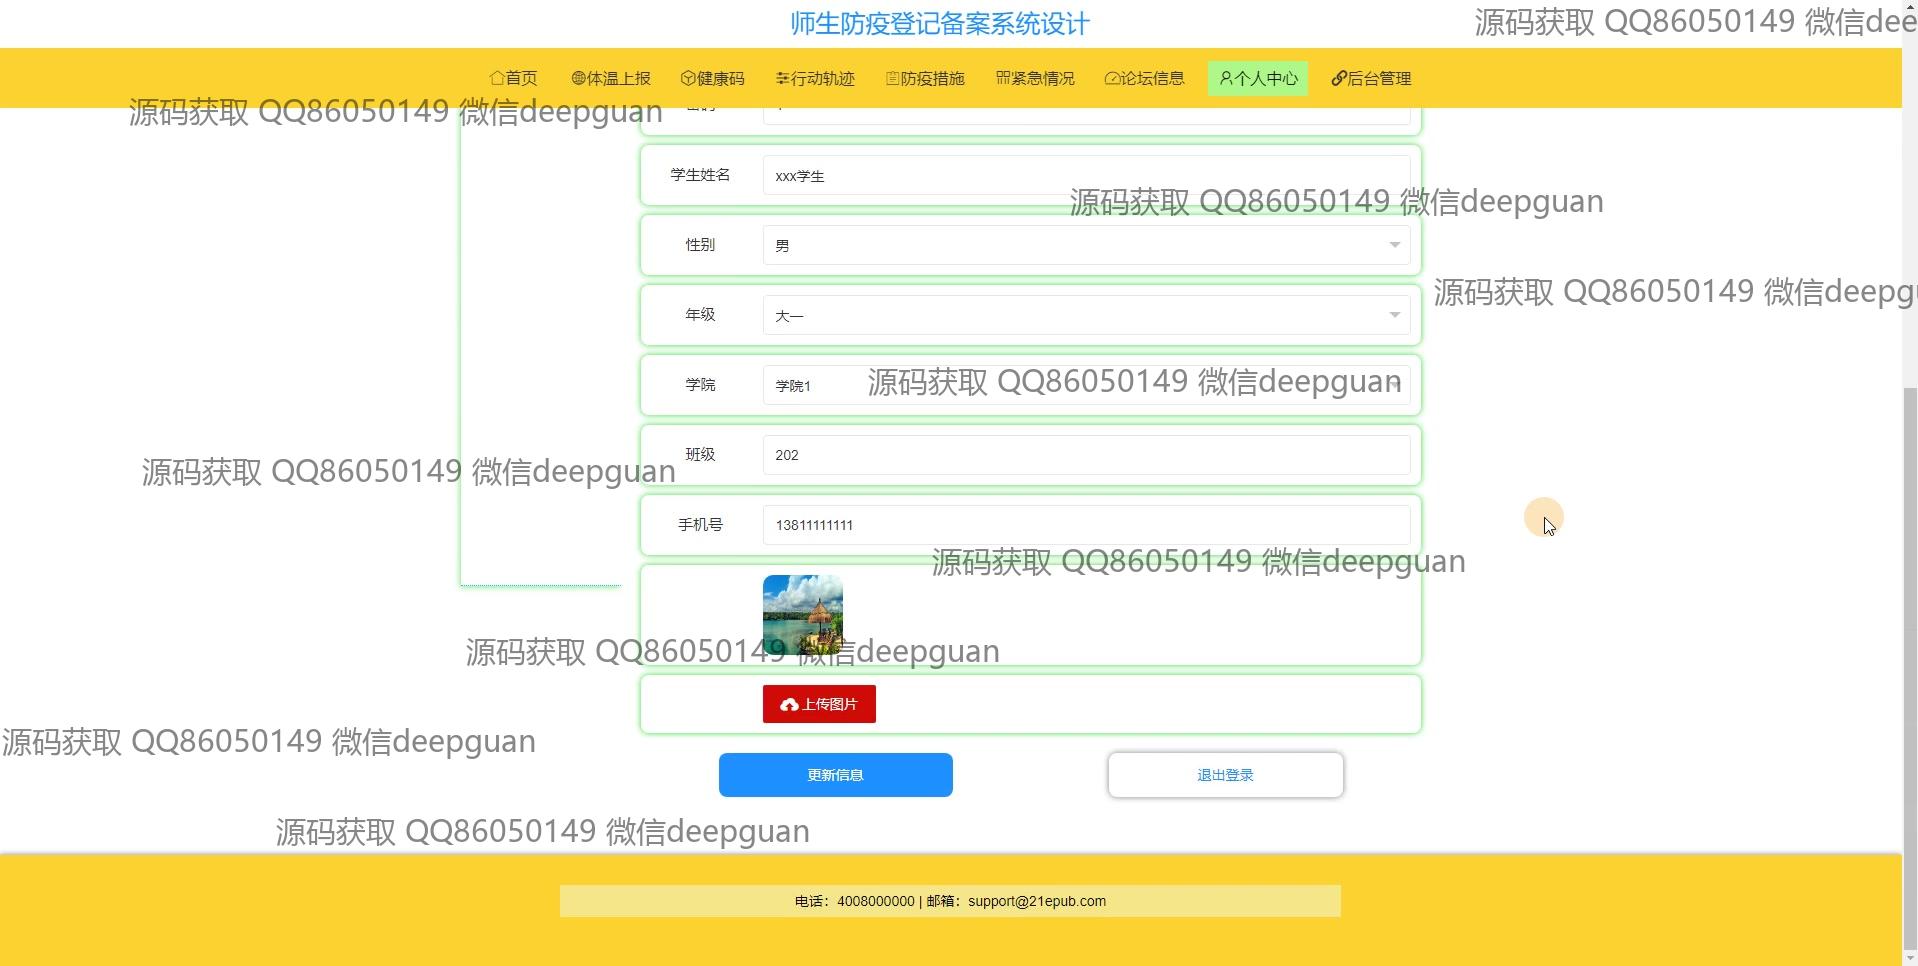 师生防疫登记备案系统设计
源码获取 QQ86050149 微信dee
首页 体温上报 健康码 行动轨迹 防疫措施 紧急情况 论坛信息 个人中心 后台管理
源码获取 QQ86050149 微信deepguan
学生姓名 xxx学生
源码获取 QQ86050149 微信deepguan
性别 男
源码获取 QQ86050149 微信deepgu
年级 大一
学院 学院1
源码获取 QQ86050149 微信deepguan
班级 202
源码获取 QQ86050149 微信deepguan
手机号 13811111111
源码获取 QQ86050149 微信deepguan
源码获取 QQ86050149 微信deepguan
上传图片
源码获取 QQ86050149 微信deepguan
更新信息 退出登录
源码获取 QQ86050149 微信deepguan
电话：4008000000 | 邮箱：support@21epub.com